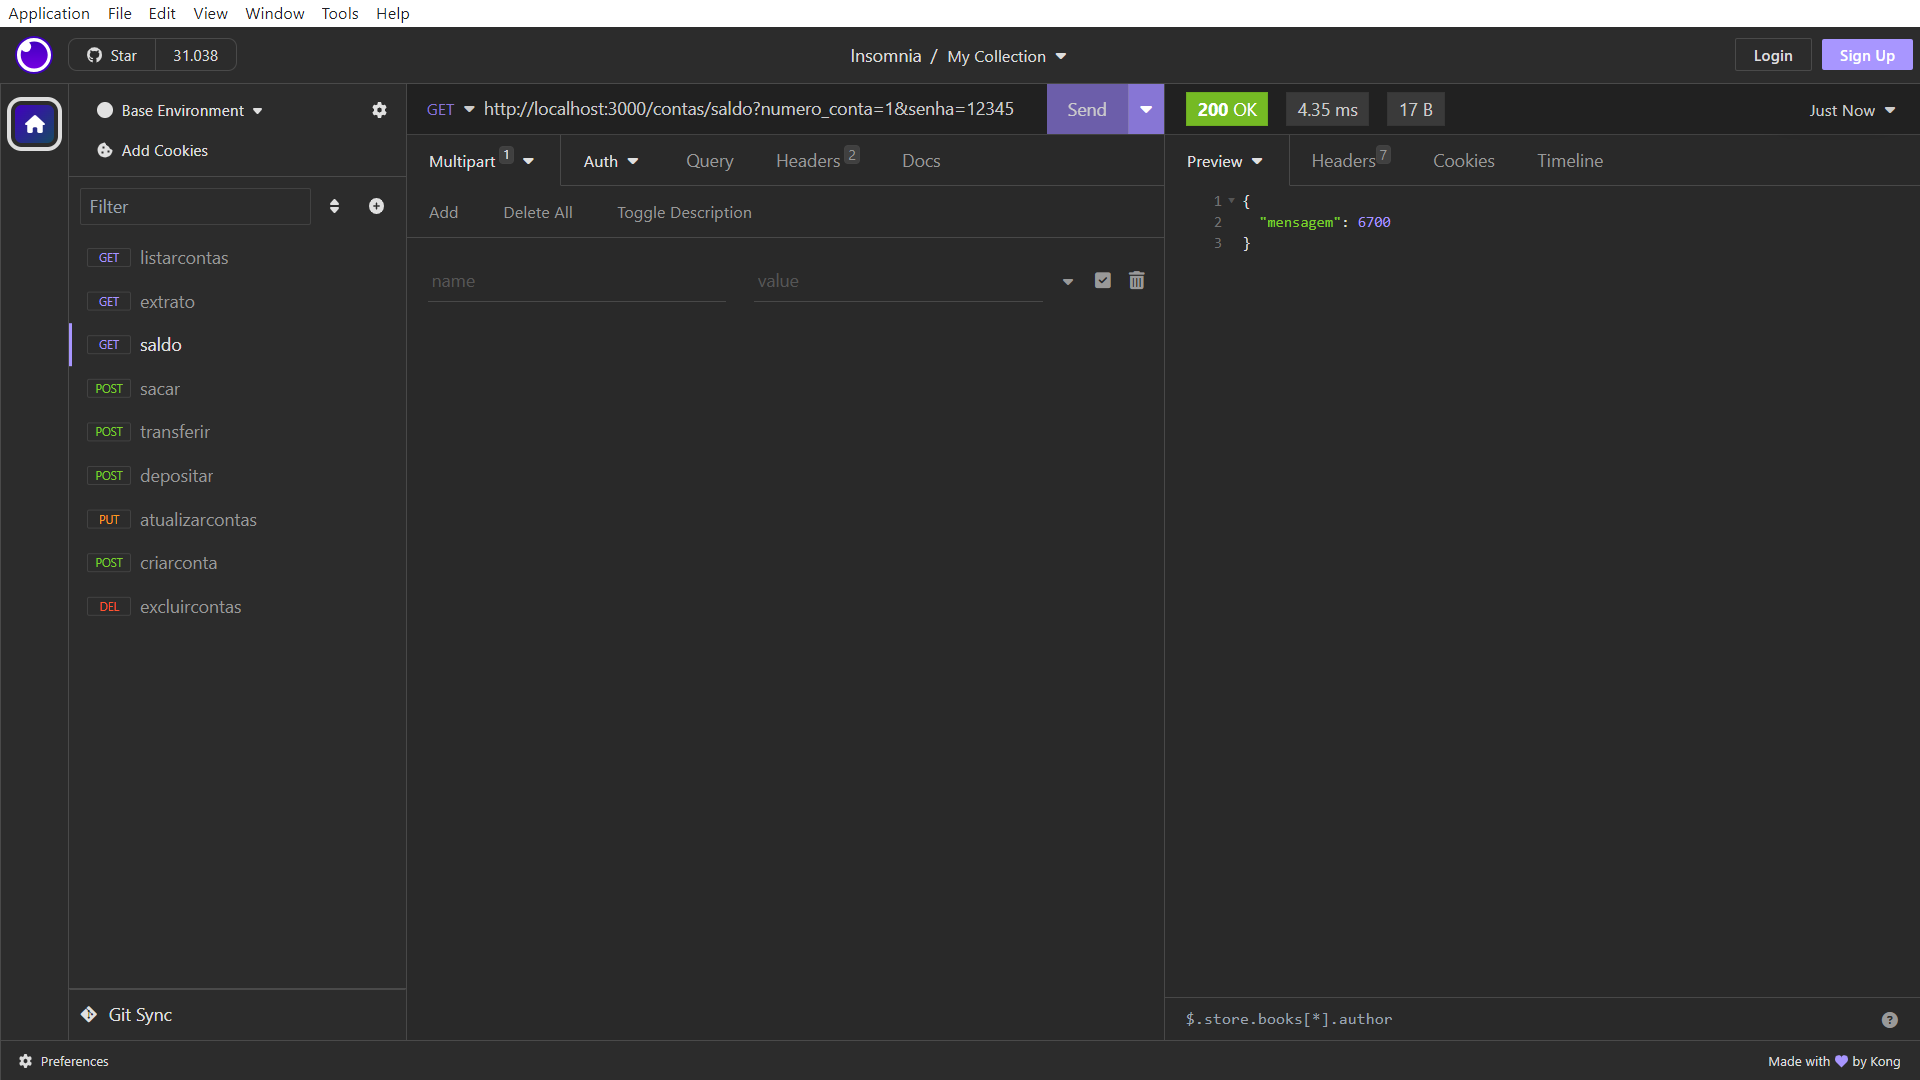 Application File Edit View Window Tools Help
Star 31.038
Insomnia / My Collection
Login Sign Up
Base Environment
Add Cookies
Filter
GET listarcontas
GET extrato
GET saldo
POST sacar
POST transferir
POST depositar
PUT atualizarcontas
POST criarconta
DEL excluircontas
Git Sync
GET http://localhost:3000/contas/saldo?numero_conta=1&senha=12345 Send
Multipart 1 Auth Query Headers 2 Docs
Add Delete All Toggle Description
name value
200 OK 4.35 ms 17 B Just Now
Preview Headers 7 Cookies Timeline
1 {
2 "mensagem": 6700
3 }
$.store.books[*].author
Preferences
Made with 💜 by Kong